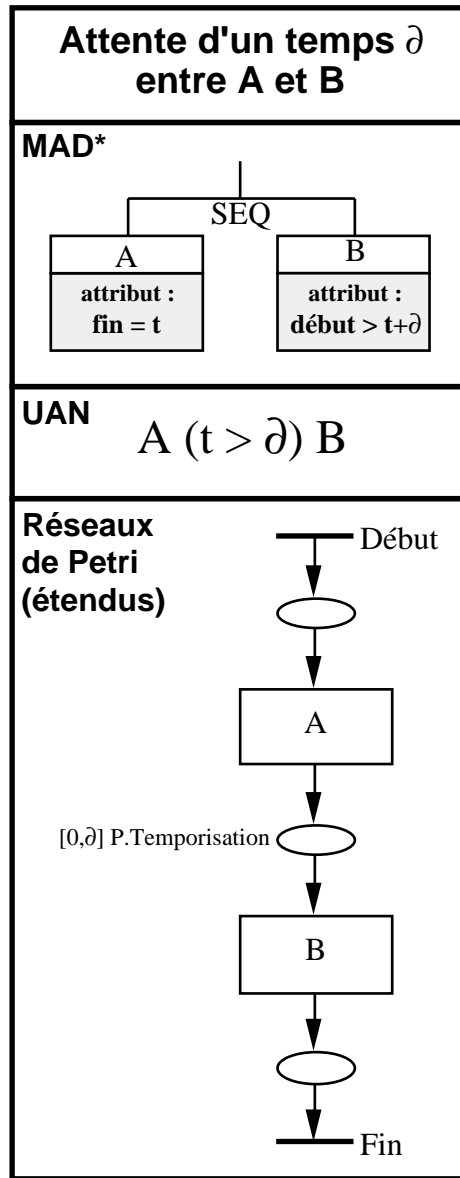 Attente d'un temps ∂
entre A et B
MAD*
SEQ
A
attribut :
fin = t
B
attribut :
début > t+∂
UAN
A (t > ∂) B
Réseaux
de Petri
(étendus)
Début
A
[0,∂] P.Temporisation
B
Fin